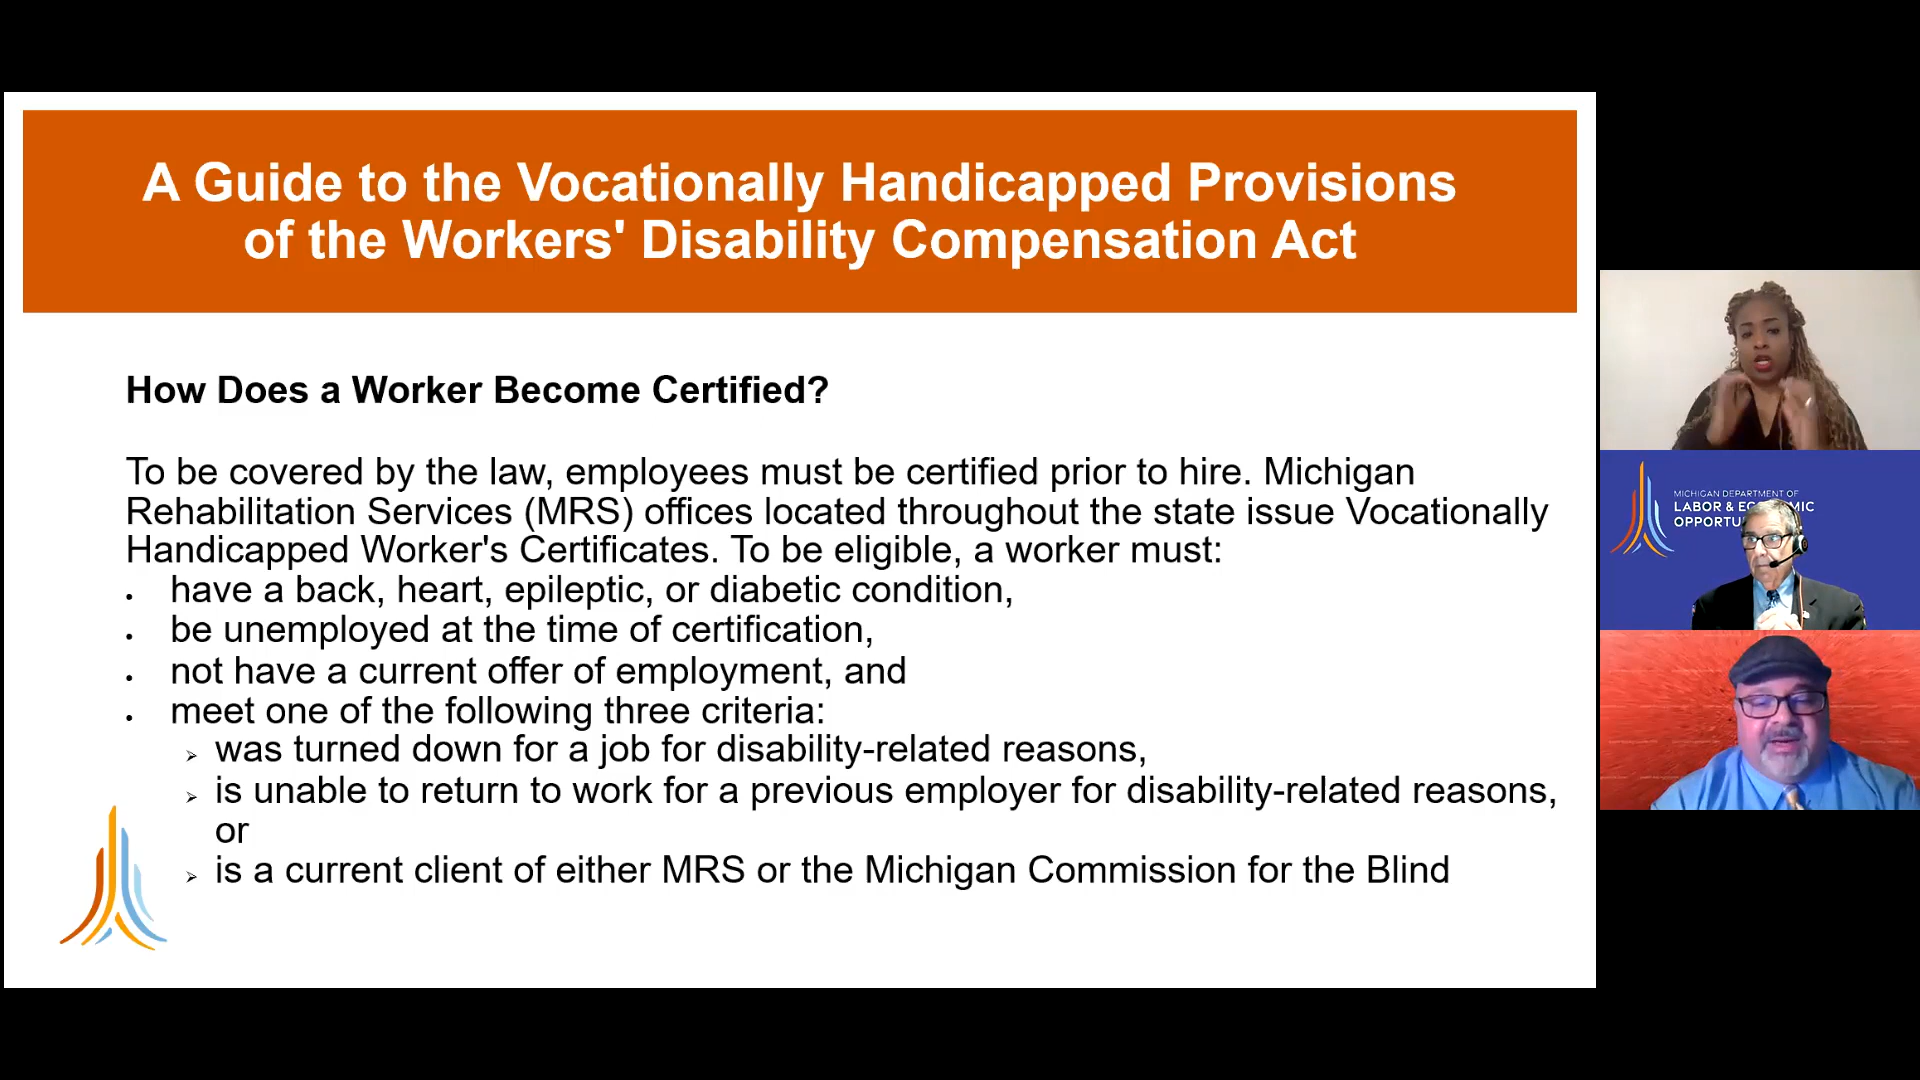 A Guide to the Vocationally Handicapped Provisions
of the Workers' Disability Compensation Act
How Does a Worker Become Certified?
To be covered by the law, employees must be certified prior to hire. Michigan
Rehabilitation Services (MRS) offices located throughout the state issue Vocationally
Handicapped Worker's Certificates. To be eligible, a worker must:
• have a back, heart, epileptic, or diabetic condition,
• be unemployed at the time of certification,
• not have a current offer of employment, and
• meet one of the following three criteria:
➢ was turned down for a job for disability-related reasons,
➢ is unable to return to work for a previous employer for disability-related reasons,
or
➢ is a current client of either MRS or the Michigan Commission for the Blind
MICHIGAN DEPARTMENT OF
LABOR &